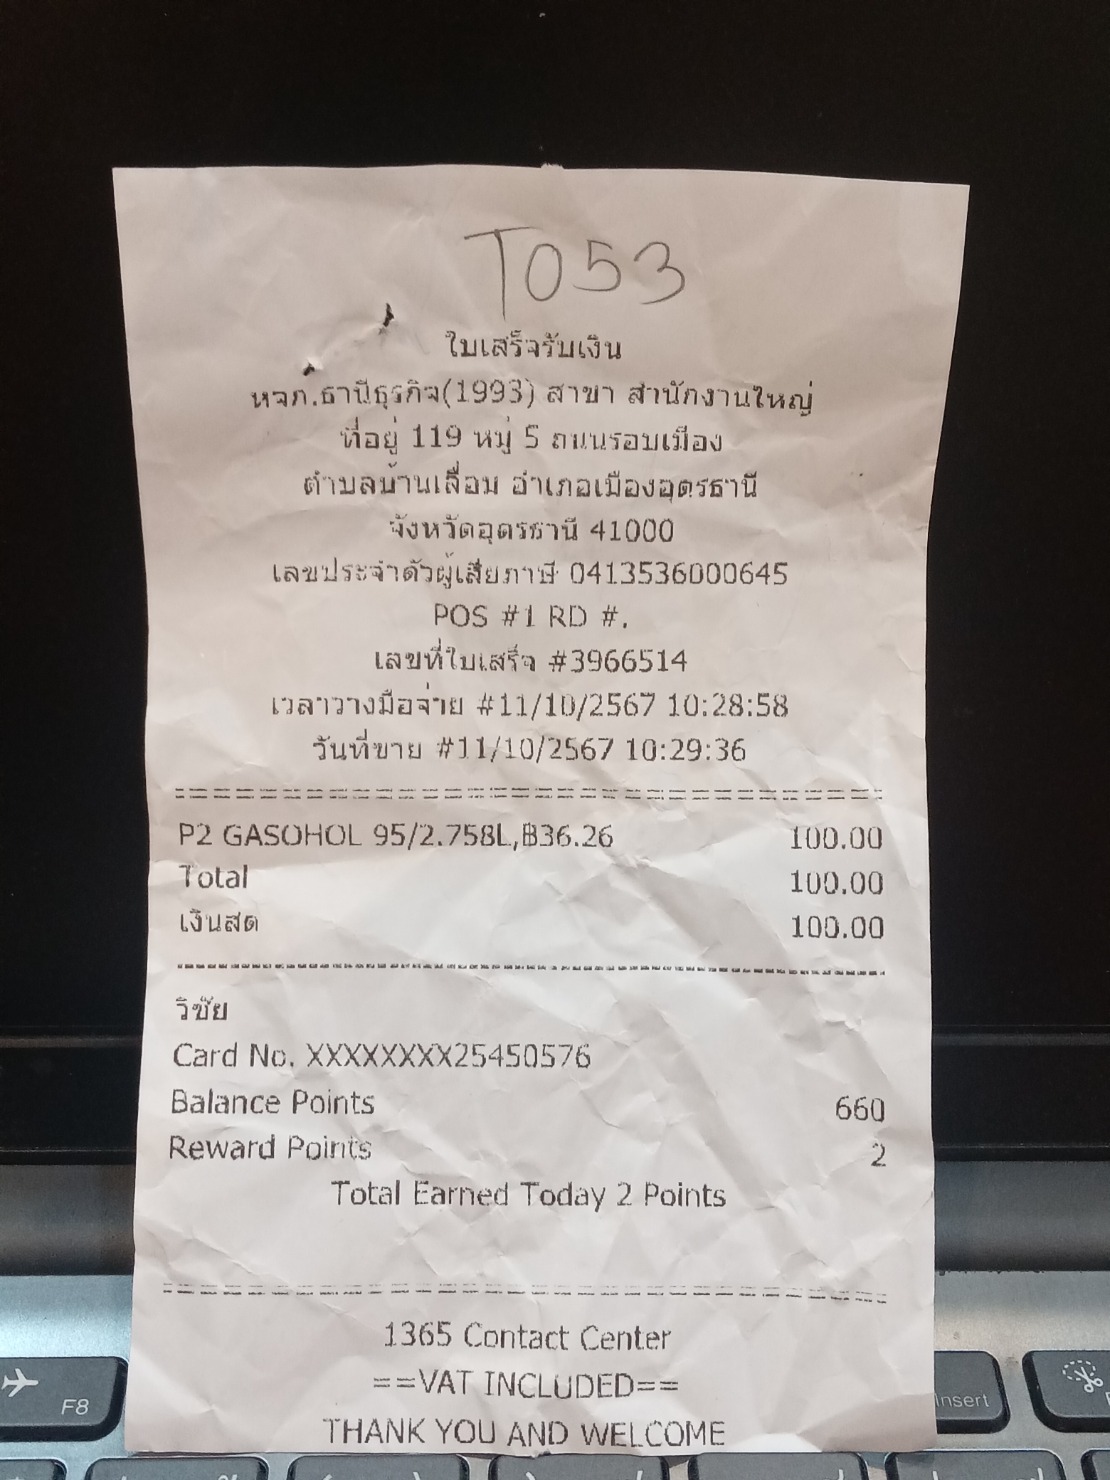 T053
ใบเสร็จรับเงิน
หจก.ธานีธุรกิจ(1993) สาขา สำนักงานใหญ่
ที่อยู่ 119 หมู่ 5 ถนนรอบเมือง
ตำบลบ้านเลื่อม อำเภอเมืองอุดรธานี
จังหวัดอุดรธานี 41000
เลขประจำตัวผู้เสียภาษี 0413536000645
POS #1 RD #.
เลขที่ใบเสร็จ #3966514
เวลาวางมือจ่าย #11/10/2567 10:28:58
วันที่ขาย #11/10/2567 10:29:36
P2 GASOHOL 95/2.758L,฿36.26 100.00
Total 100.00
เงินสด 100.00
วิชัย
Card No. XXXXXXXX25450576
Balance Points 660
Reward Points 2
Total Earned Today 2 Points
1365 Contact Center
==VAT INCLUDED==
THANK YOU AND WELCOME
F8
Insert